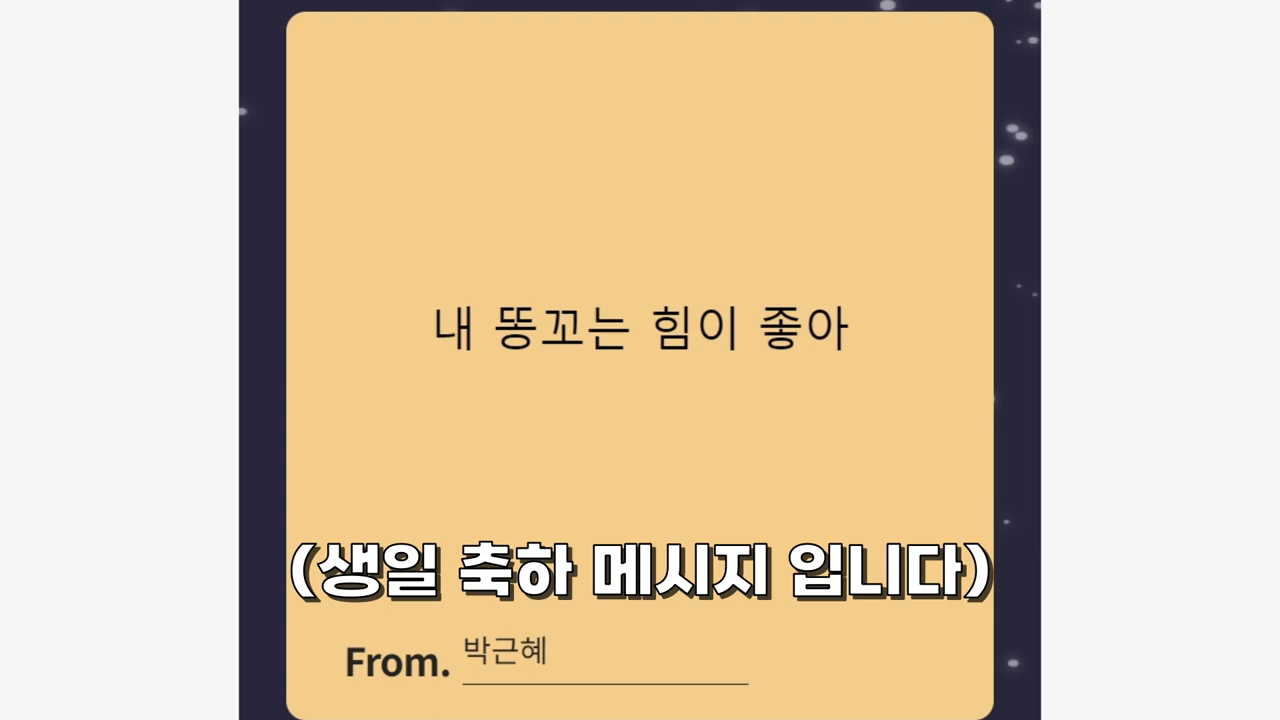 내 똥꼬는 힘이 좋아
(생일 축하 메시지 입니다)
From. 박근혜